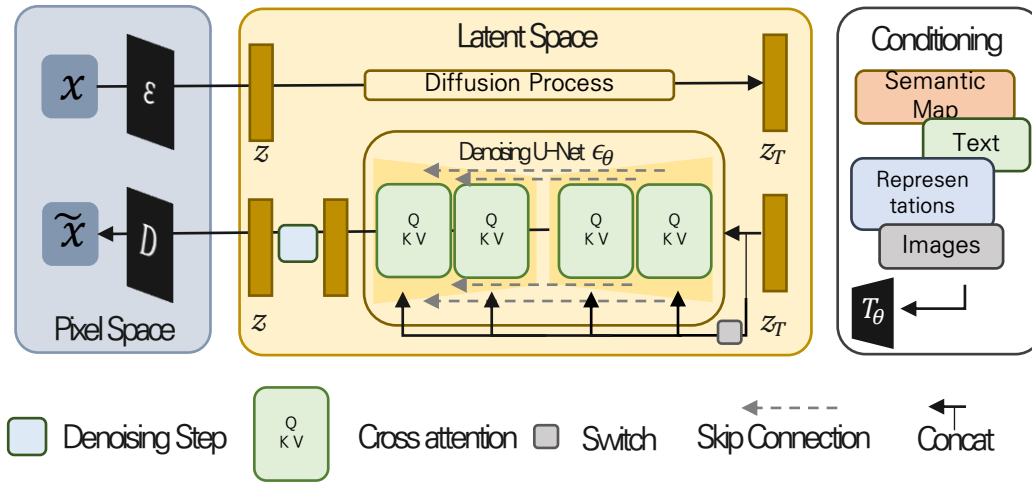 Latent Space
Conditioning
x
ε
Diffusion Process
Semantic
Map
Text
z
z_T
Denoising U-Net ϵ_θ
Represen
tations
Images
x̃
D
Q
K V
Q
K V
Q
K V
Q
K V
T_θ
Pixel Space
z
z_T
Denoising Step
Q
K V
Cross attention
Switch
Skip Connection
Concat